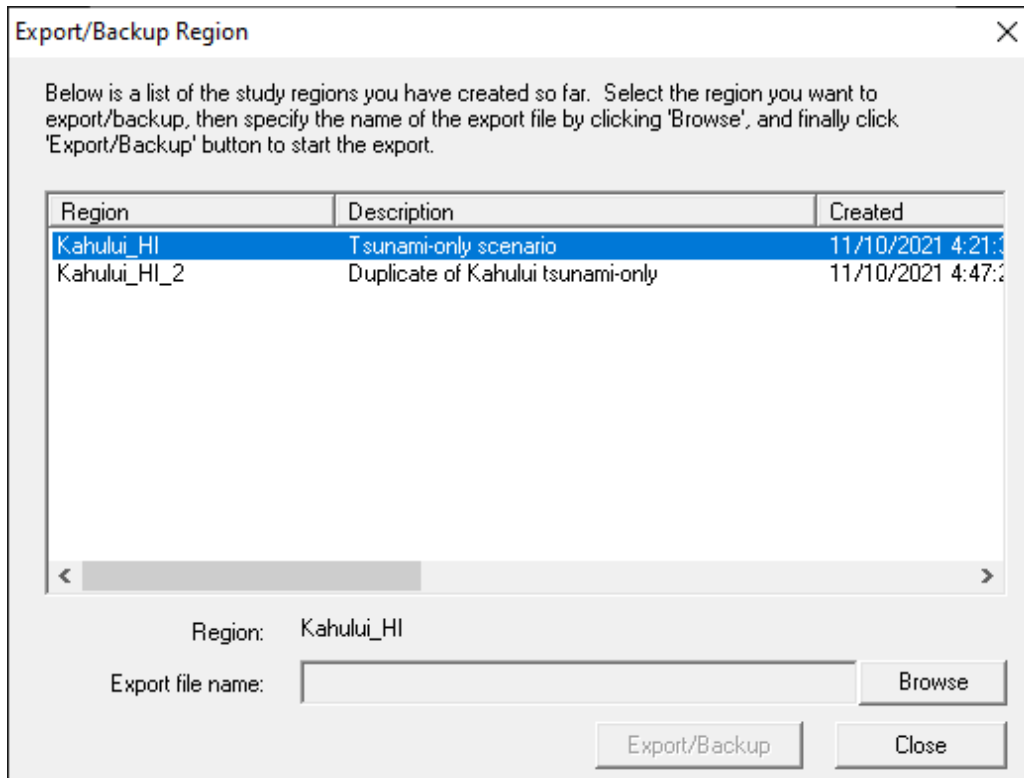 Export/Backup Region
Below is a list of the study regions you have created so far.  Select the region you want to
export/backup, then specify the name of the export file by clicking 'Browse', and finally click
'Export/Backup' button to start the export.
Region Description Created
Kahului_HI Tsunami-only scenario 11/10/2021 4:21:
Kahului_HI_2 Duplicate of Kahului tsunami-only 11/10/2021 4:47:
Region: Kahului_HI
Export file name: Browse
Export/Backup Close